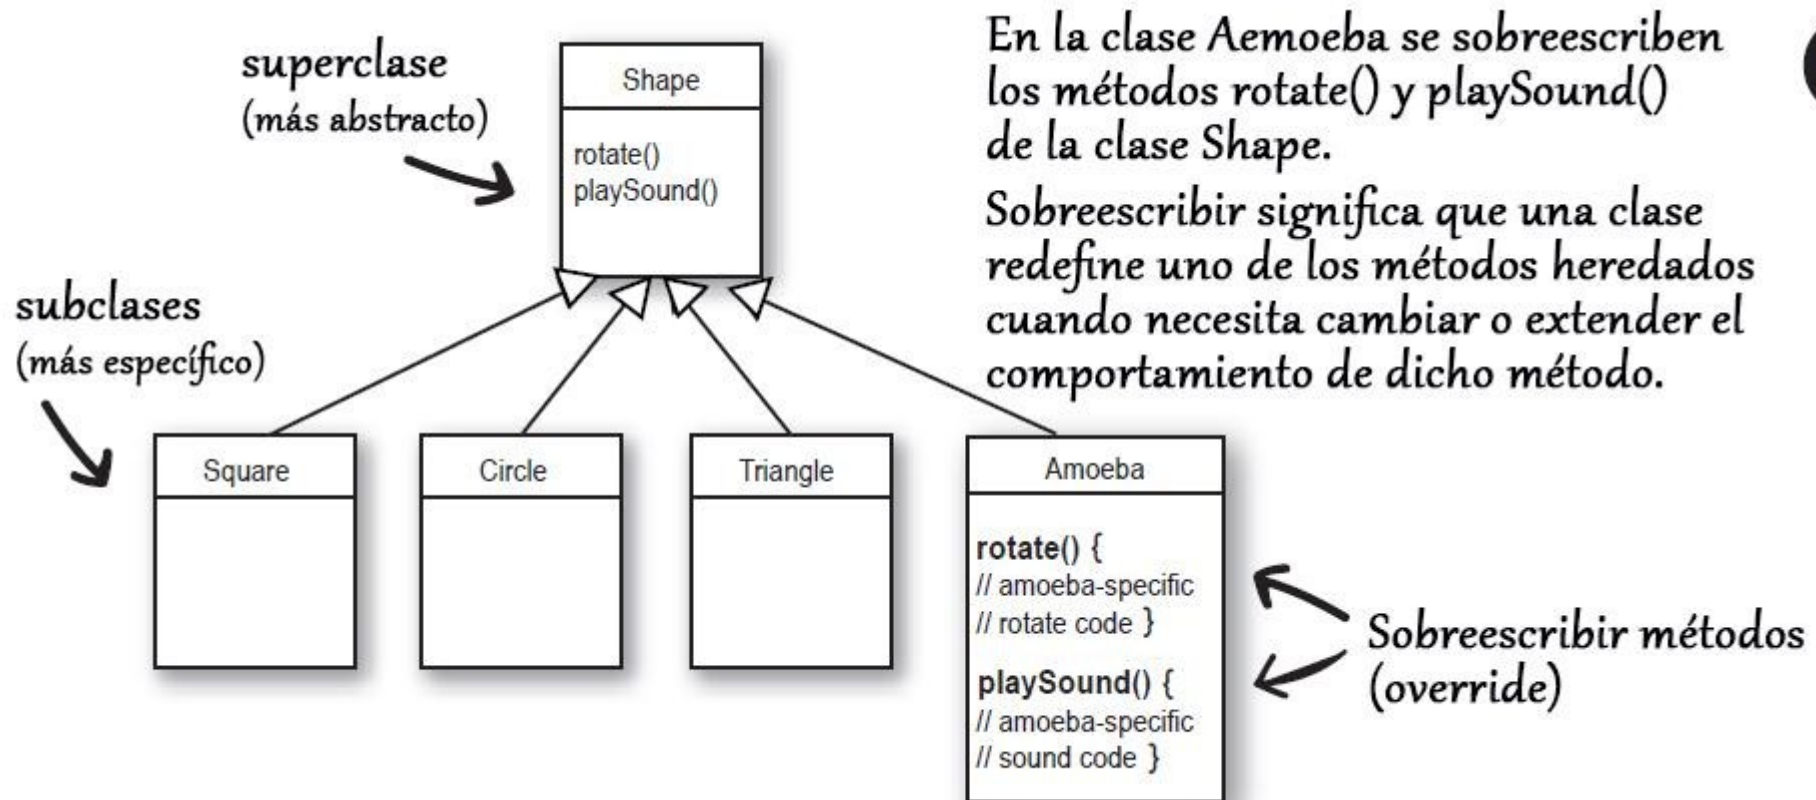 superclase
(más abstracto)
Shape
rotate()
playSound()
En la clase Aemoeba se sobreescriben
los métodos rotate() y playSound()
de la clase Shape.
Sobreescribir significa que una clase
redefine uno de los métodos heredados
cuando necesita cambiar o extender el
comportamiento de dicho método.
subclases
(más específico)
Square
Circle
Triangle
Amoeba
rotate() {
// amoeba-specific
// rotate code }
playSound() {
// amoeba-specific
// sound code }
Sobreescribir métodos
(override)